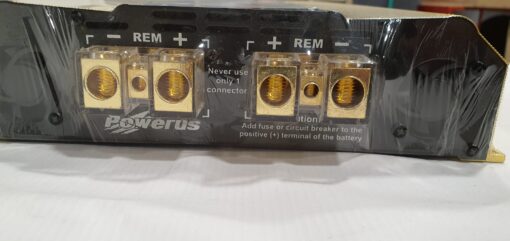 − REM +
+ REM −
Never use
only 1
connector
Powerus
Add fuse or circuit breaker to the
positive (+) terminal of the battery